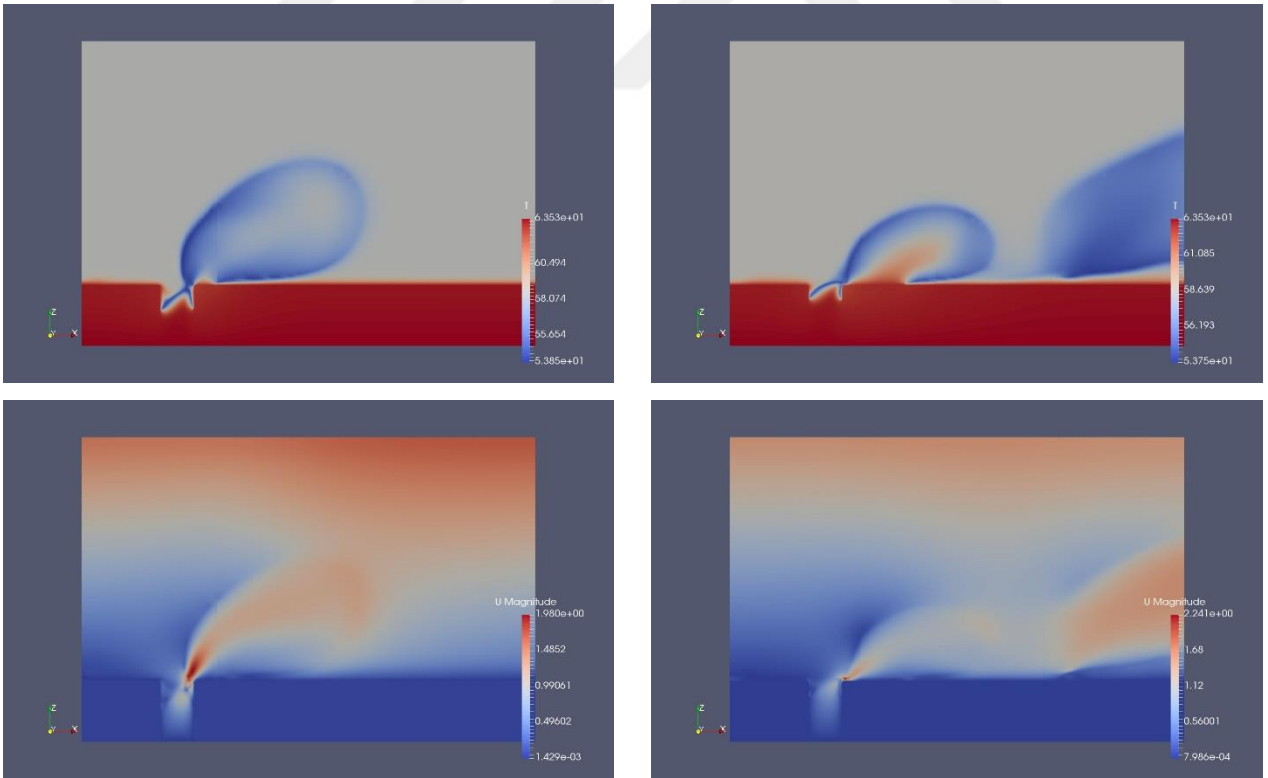 T
6.353e+01
60.494
58.074
55.654
5.385e+01
Z
Y X
T
6.353e+01
61.085
58.639
56.193
5.375e+01
Z
Y X
U Magnitude
1.980e+00
1.4852
0.99061
0.49602
1.429e-03
Z
Y X
U Magnitude
2.241e+00
1.68
1.12
0.56001
7.986e-04
Z
Y X